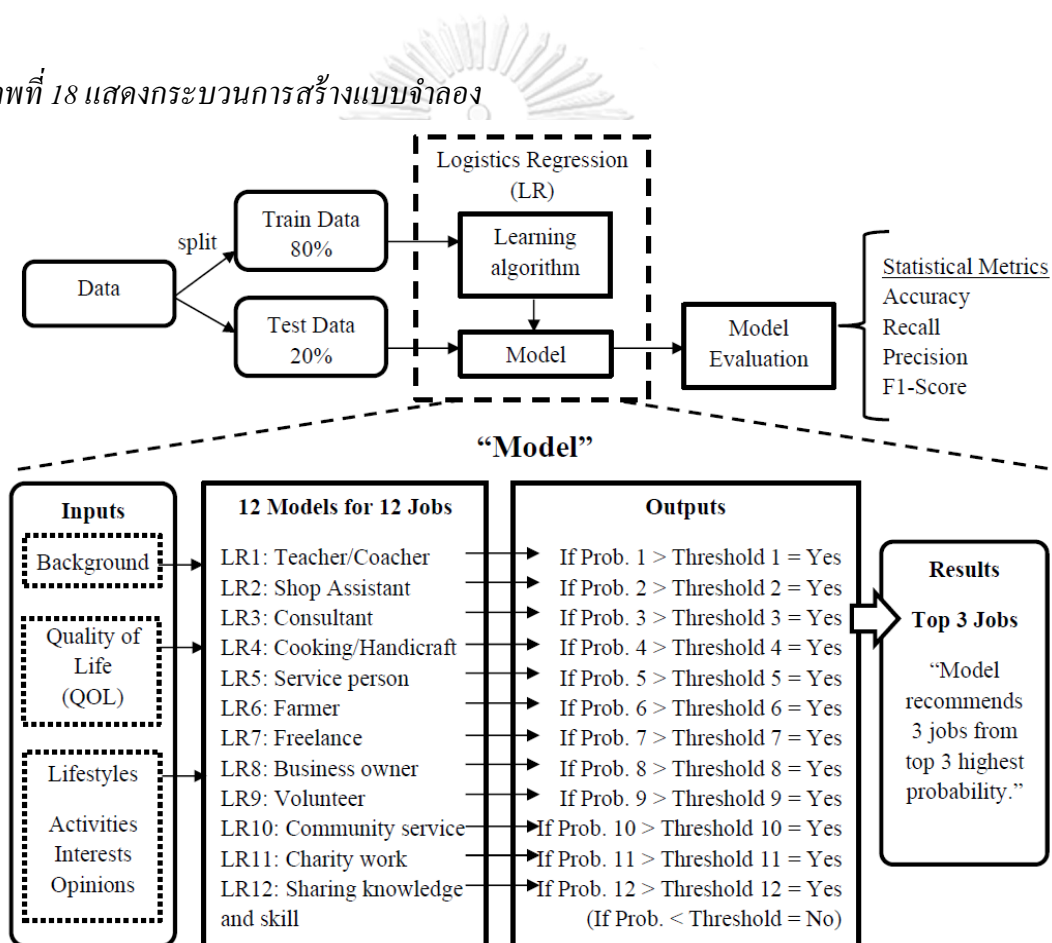 าพที่ 18 แสดงกระบวนการสร้างแบบจำลอง
Logistics Regression
(LR)
Train Data
80%
split
Learning
algorithm
Data
Test Data
20%
Model
Model
Evaluation
Statistical Metrics
Accuracy
Recall
Precision
F1-Score
“Model”
Inputs
Background
Quality of
Life
(QOL)
Lifestyles
Activities
Interests
Opinions
12 Models for 12 Jobs
LR1: Teacher/Coacher
LR2: Shop Assistant
LR3: Consultant
LR4: Cooking/Handicraft
LR5: Service person
LR6: Farmer
LR7: Freelance
LR8: Business owner
LR9: Volunteer
LR10: Community service
LR11: Charity work
LR12: Sharing knowledge
and skill
Outputs
If Prob. 1 > Threshold 1 = Yes
If Prob. 2 > Threshold 2 = Yes
If Prob. 3 > Threshold 3 = Yes
If Prob. 4 > Threshold 4 = Yes
If Prob. 5 > Threshold 5 = Yes
If Prob. 6 > Threshold 6 = Yes
If Prob. 7 > Threshold 7 = Yes
If Prob. 8 > Threshold 8 = Yes
If Prob. 9 > Threshold 9 = Yes
If Prob. 10 > Threshold 10 = Yes
If Prob. 11 > Threshold 11 = Yes
If Prob. 12 > Threshold 12 = Yes
(If Prob. < Threshold = No)
Results
Top 3 Jobs
“Model
recommends
3 jobs from
top 3 highest
probability.”